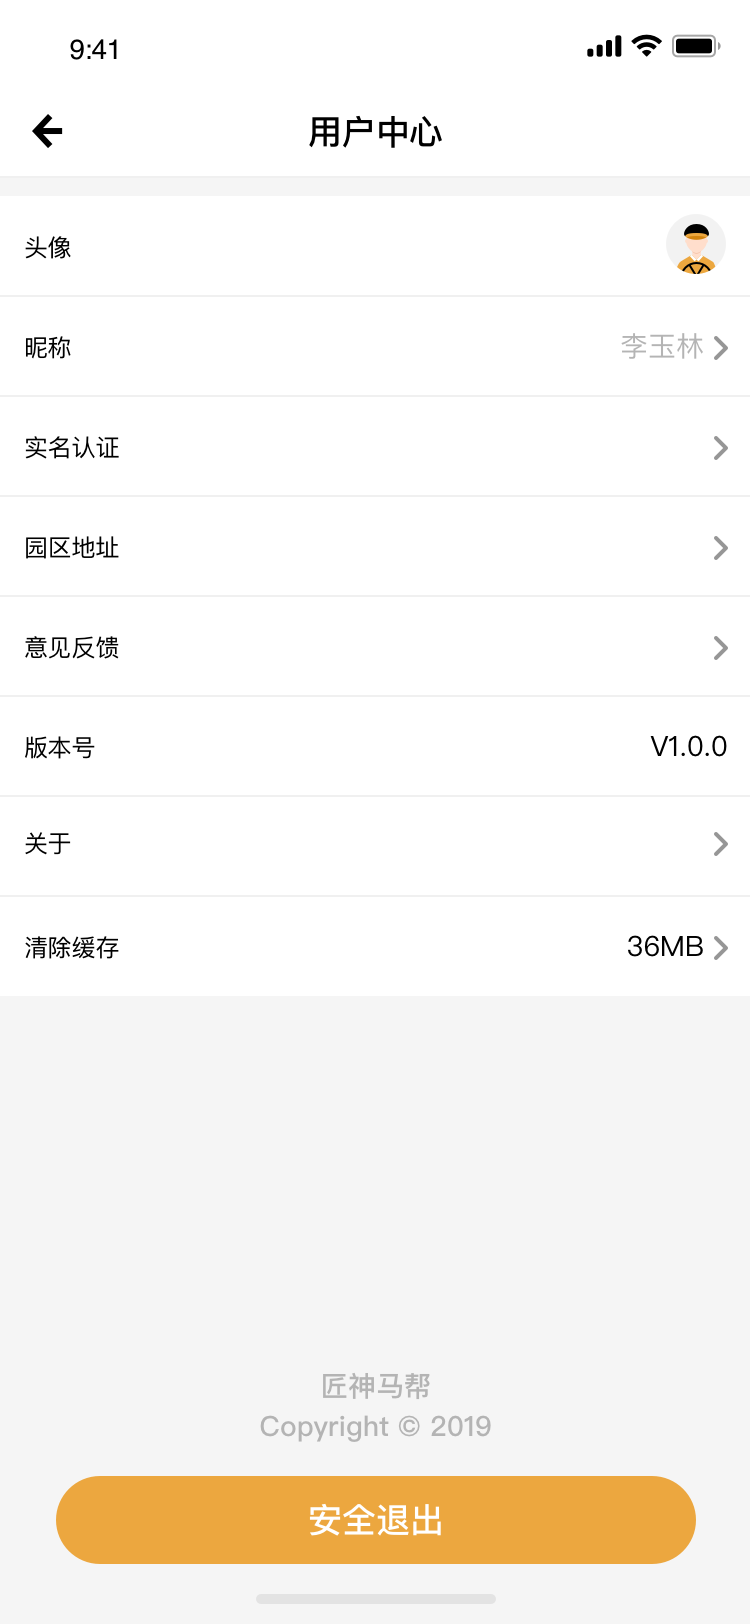 9:41
用户中心
头像
昵称 李玉林
实名认证
园区地址
意见反馈
版本号 V1.0.0
关于
清除缓存 36MB
匠神马帮
Copyright © 2019
安全退出